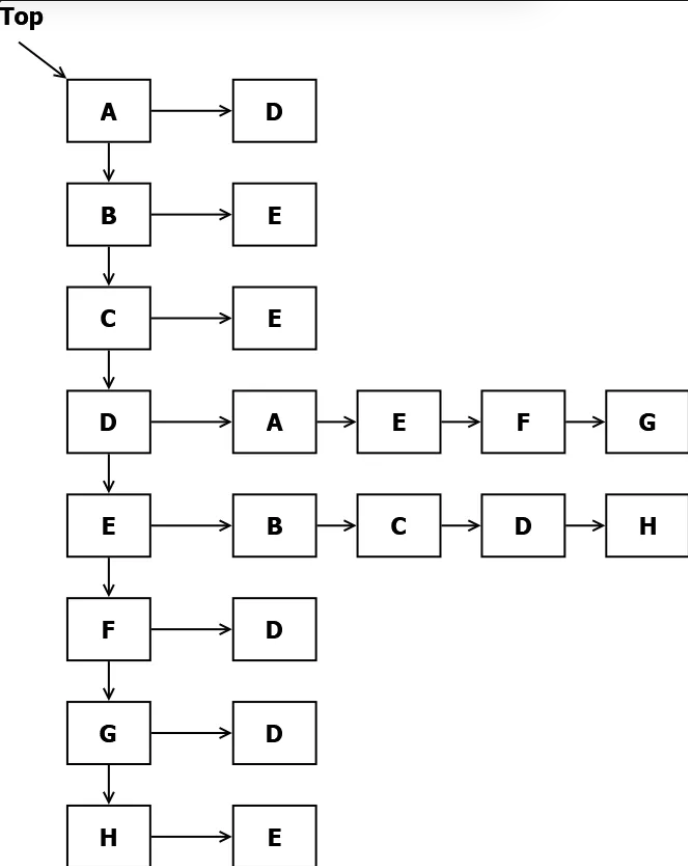 Top
A D
B E
C E
D A E F G
E B C D H
F D
G D
H E